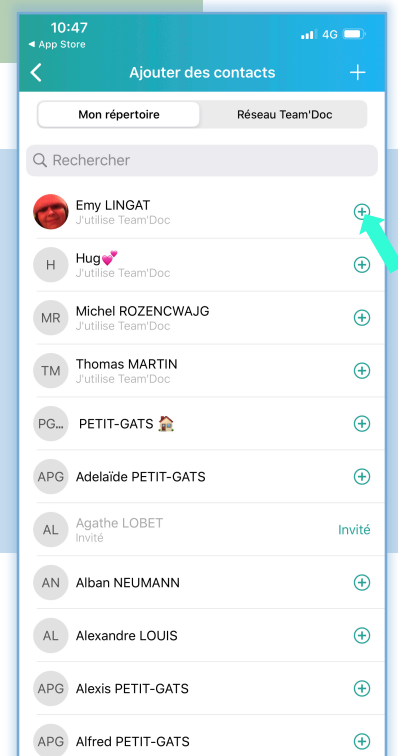 10:47
4G
◄ App Store
Ajouter des contacts
Mon répertoire Réseau Team'Doc
Rechercher
Emy LINGAT
J'utilise Team'Doc
H Hug💕
J'utilise Team'Doc
MR Michel ROZENCWAJG
J'utilise Team'Doc
TM Thomas MARTIN
J'utilise Team'Doc
PG... PETIT-GATS 🏠
APG Adelaïde PETIT-GATS
AL Agathe LOBET
Invité
Invité
AN Alban NEUMANN
AL Alexandre LOUIS
APG Alexis PETIT-GATS
APG Alfred PETIT-GATS